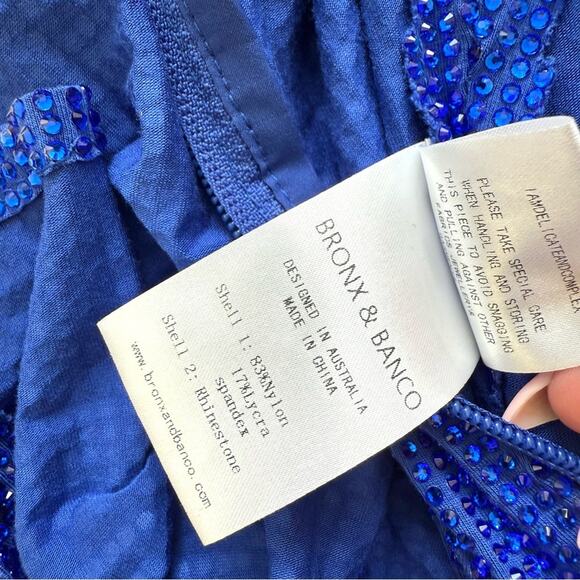 BRONX & BANCO
DESIGNED IN AUSTRALIA
MADE IN CHINA
Shell 1: 83%Nylon
17%Lycra
spandex
Shell 2: Rhinestone
www.bronxandbanco.com
IAMDELICATEANDCOMPLEX
PLEASE TAKE SPECIAL CARE
WHEN HANDLING AND STORING
THIS PIECE TO AVOID SNAGGING
AND PULLING AGAINST OTHER
FABRICS